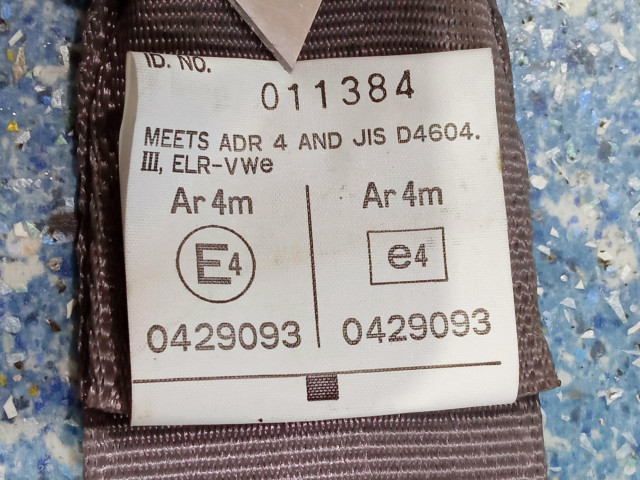 ID. NO.
011384
MEETS ADR 4 AND JIS D4604.
Ⅲ, ELR-VWe
Ar 4m Ar 4m
E4 e4
0429093 0429093